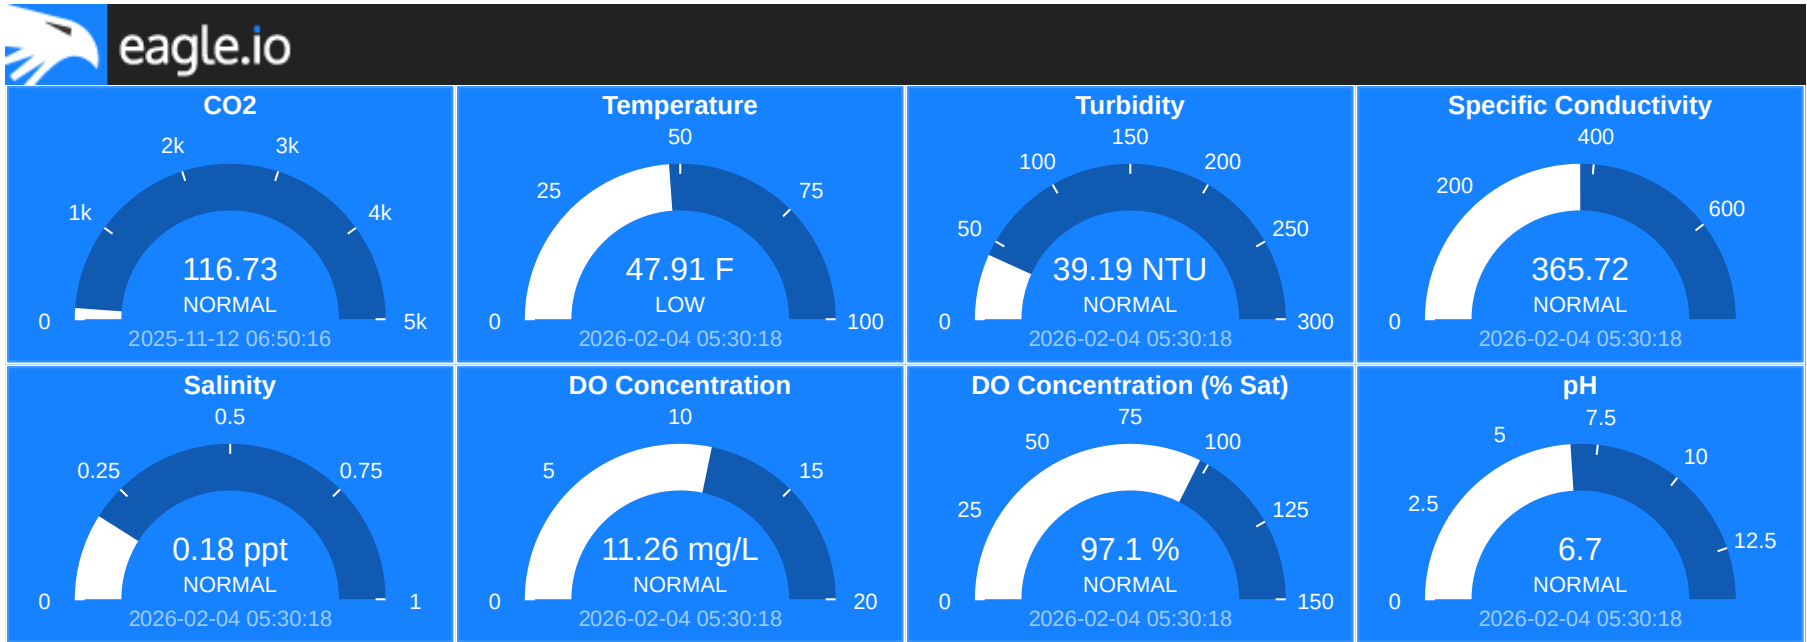 eagle.io
CO2
0
1k
2k
3k
4k
5k
116.73
NORMAL
2025-11-12 06:50:16
Temperature
0
25
50
75
100
47.91 F
LOW
2026-02-04 05:30:18
Turbidity
0
50
100
150
200
250
300
39.19 NTU
NORMAL
2026-02-04 05:30:18
Specific Conductivity
0
200
400
600
365.72
NORMAL
2026-02-04 05:30:18
Salinity
0
0.25
0.5
0.75
1
0.18 ppt
NORMAL
2026-02-04 05:30:18
DO Concentration
0
5
10
15
20
11.26 mg/L
NORMAL
2026-02-04 05:30:18
DO Concentration (% Sat)
0
25
50
75
100
125
150
97.1 %
NORMAL
2026-02-04 05:30:18
pH
0
2.5
5
7.5
10
12.5
6.7
NORMAL
2026-02-04 05:30:18